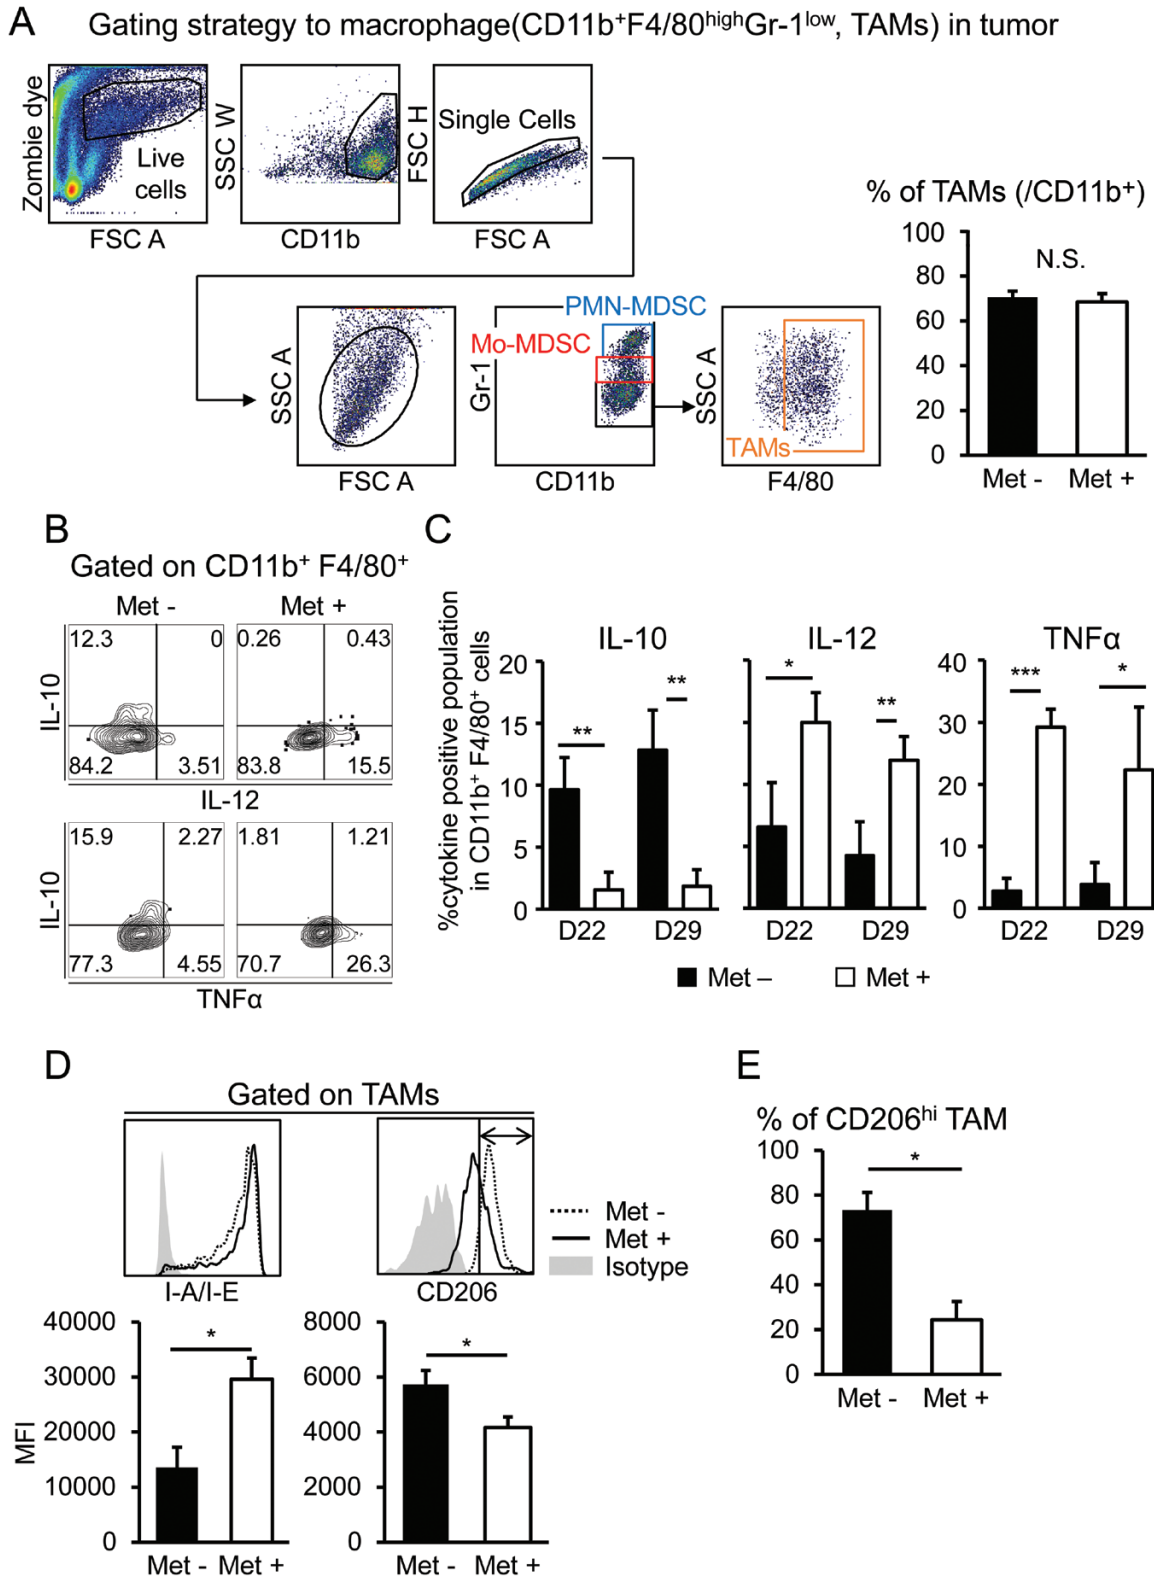 A
Gating strategy to macrophage(CD11b⁺F4/80ʰⁱᵍʰGr-1ˡᵒʷ, TAMs) in tumor
Zombie dye
Live
cells
FSC A
SSC W
CD11b
FSC H
Single Cells
FSC A
SSC A
FSC A
PMN-MDSC
Mo-MDSC
Gr-1
CD11b
SSC A
TAMs
F4/80
% of TAMs (/CD11b⁺)
100
80
60
40
20
0
N.S.
Met - Met +
B
Gated on CD11b⁺ F4/80⁺
Met - Met +
IL-10
12.3 0 0.26 0.43
84.2 3.51 83.8 15.5
IL-12
IL-10
15.9 2.27 1.81 1.21
77.3 4.55 70.7 26.3
TNFα
C
%cytokine positive population
in CD11b⁺ F4/80⁺ cells
IL-10
20
15
10
5
0
**
**
D22 D29
IL-12
*
**
D22 D29
TNFα
40
30
20
10
0
***
*
D22 D29
Met –
Met +
D
Gated on TAMs
I-A/I-E
CD206
Met -
Met +
Isotype
MFI
40000
30000
20000
10000
0
*
Met - Met +
8000
6000
4000
2000
0
*
Met - Met +
E
% of CD206ʰⁱ TAM
100
80
60
40
20
0
*
Met - Met +